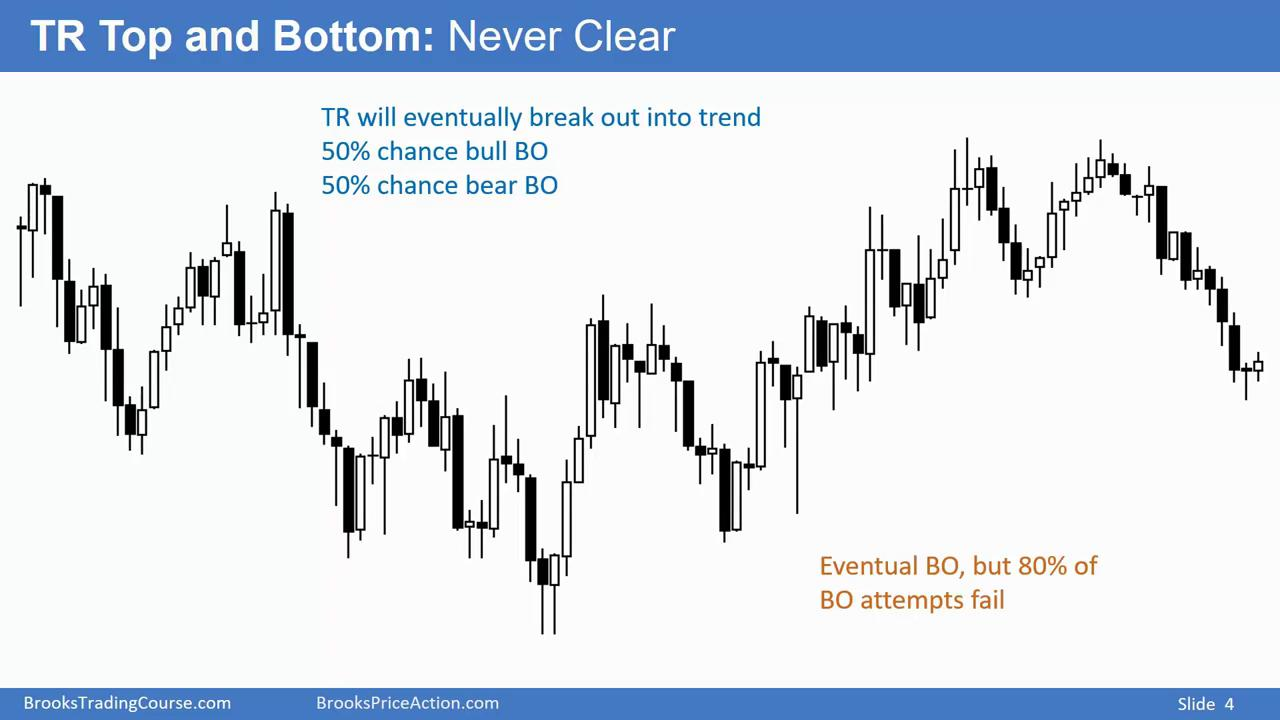 TR Top and Bottom: Never Clear
TR will eventually break out into trend
50% chance bull BO
50% chance bear BO
Eventual BO, but 80% of
BO attempts fail
BrooksTradingCourse.com
BrooksPriceAction.com
Slide 4